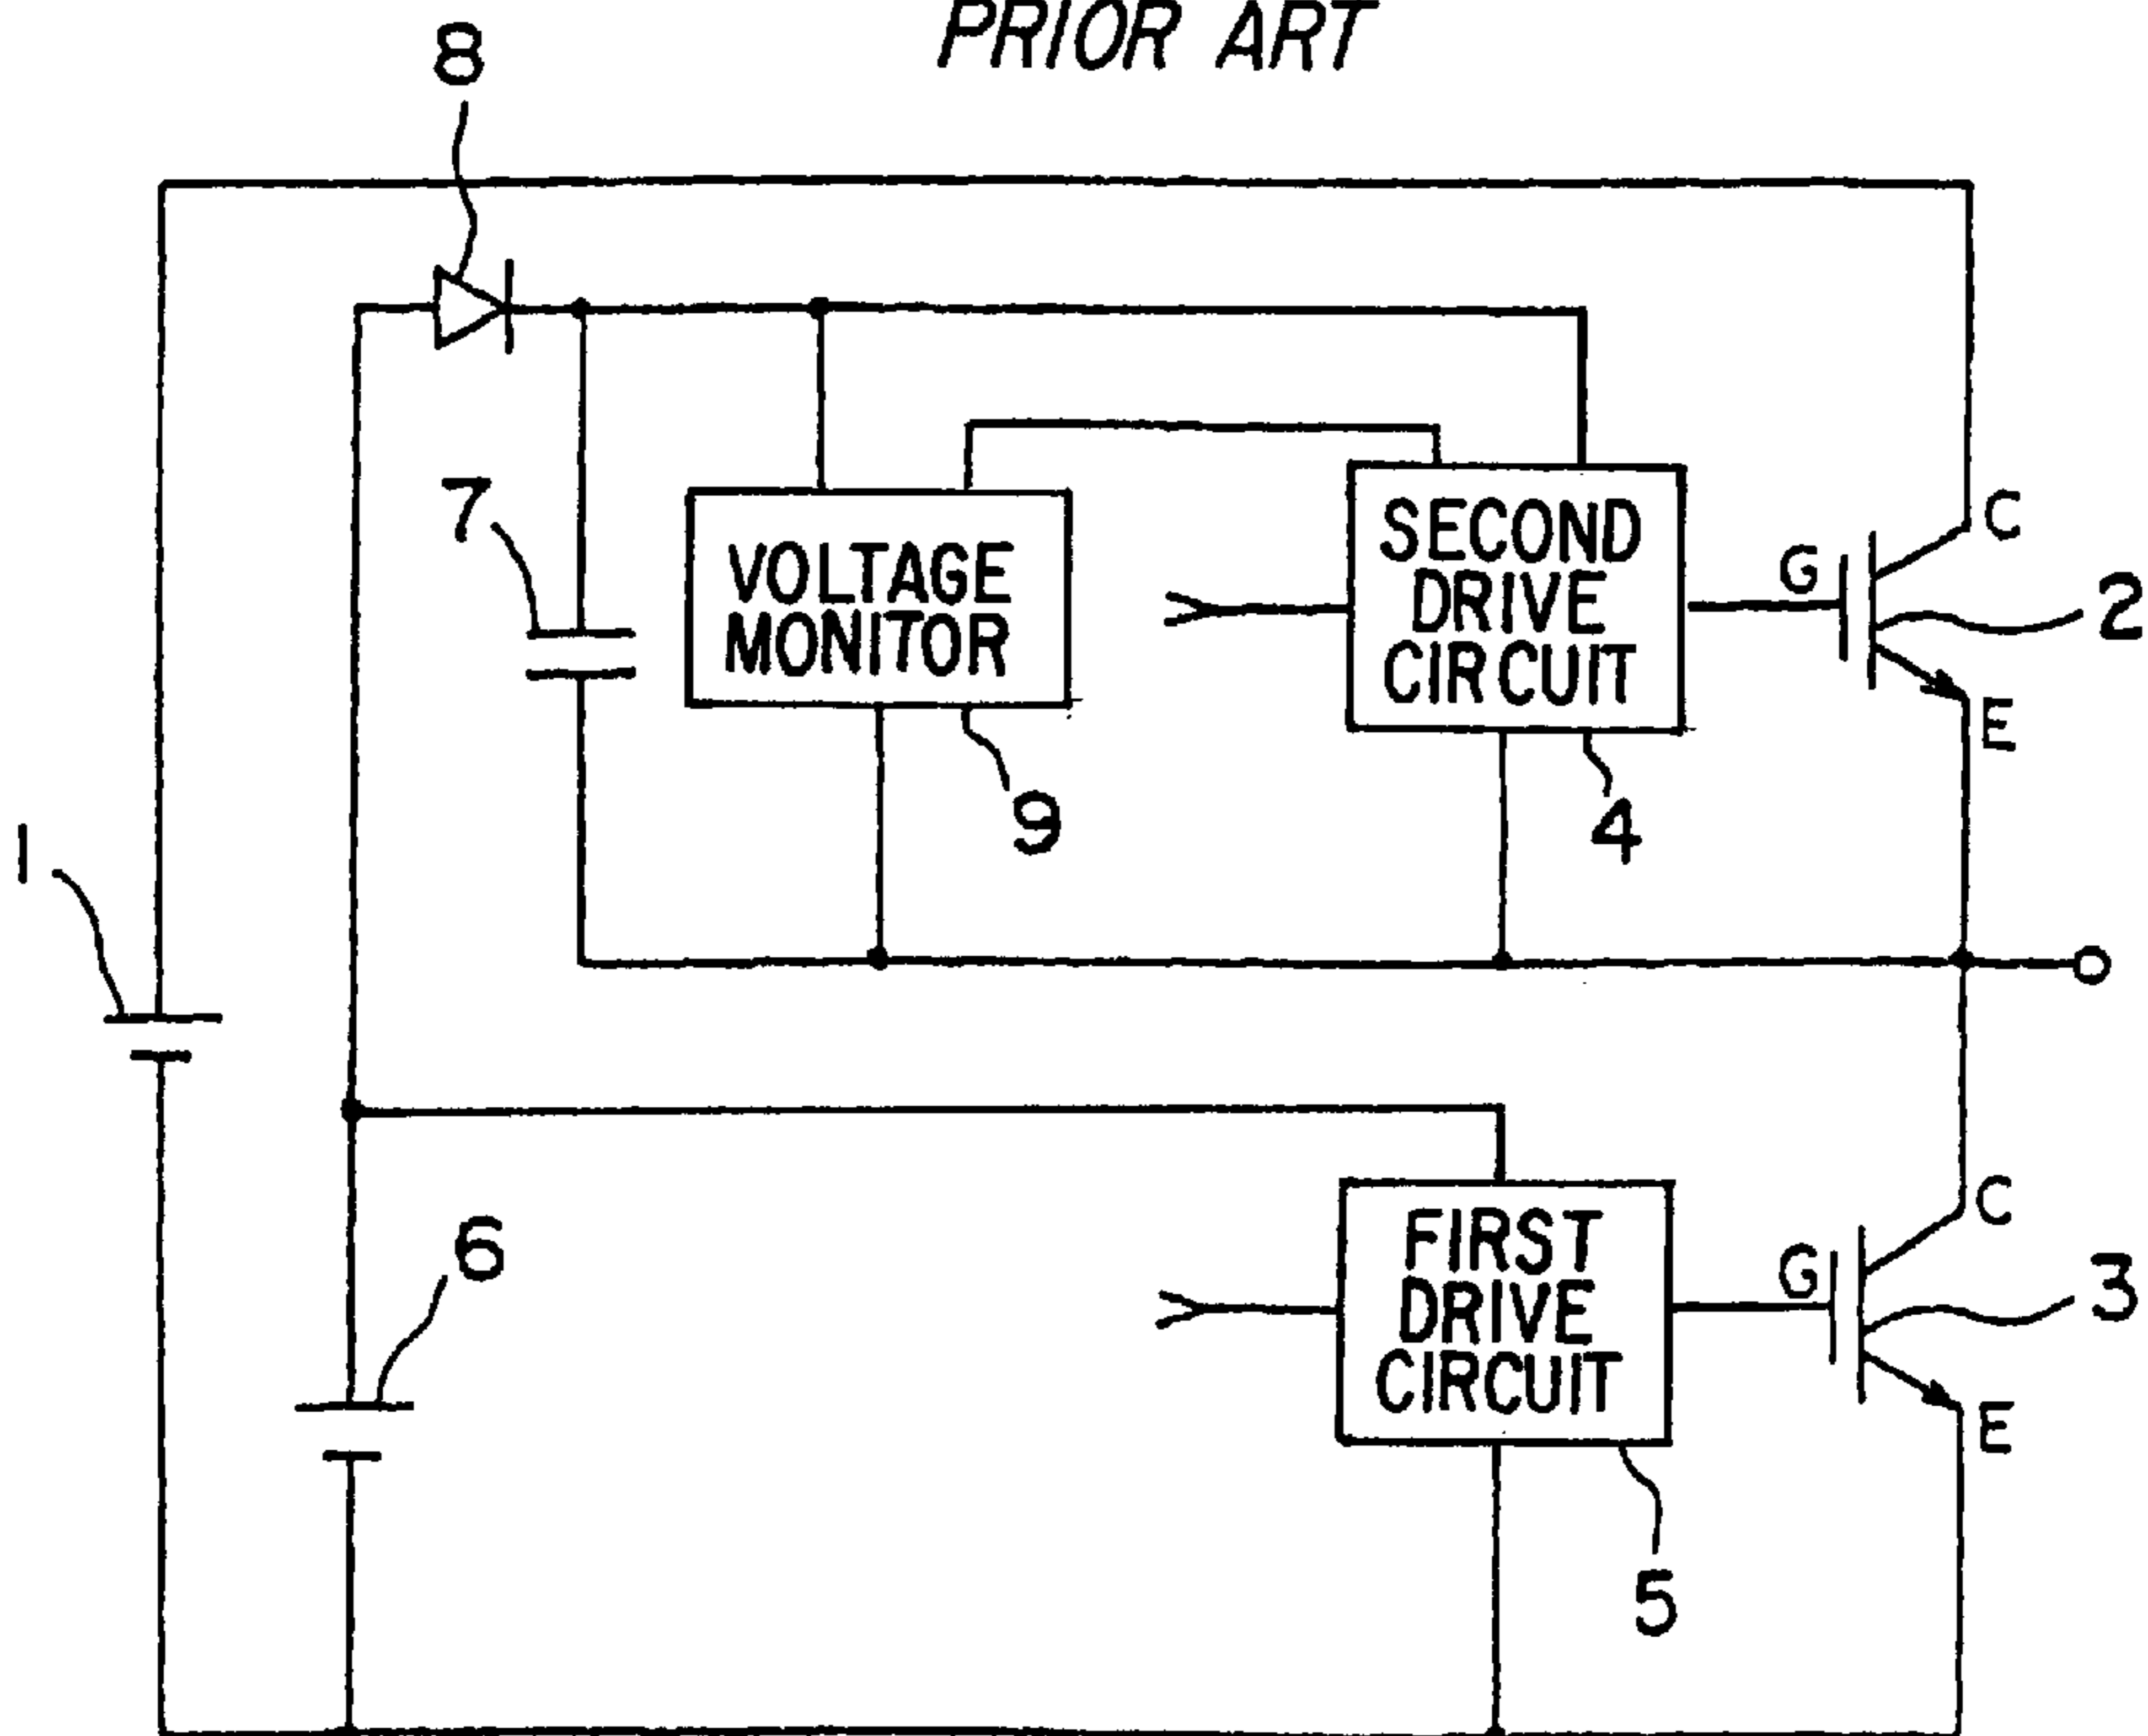 PRIOR ART
8
7
VOLTAGE
MONITOR
9
SECOND
DRIVE
CIRCUIT
4
G
C
E
2
1
6
FIRST
DRIVE
CIRCUIT
5
G
C
E
3